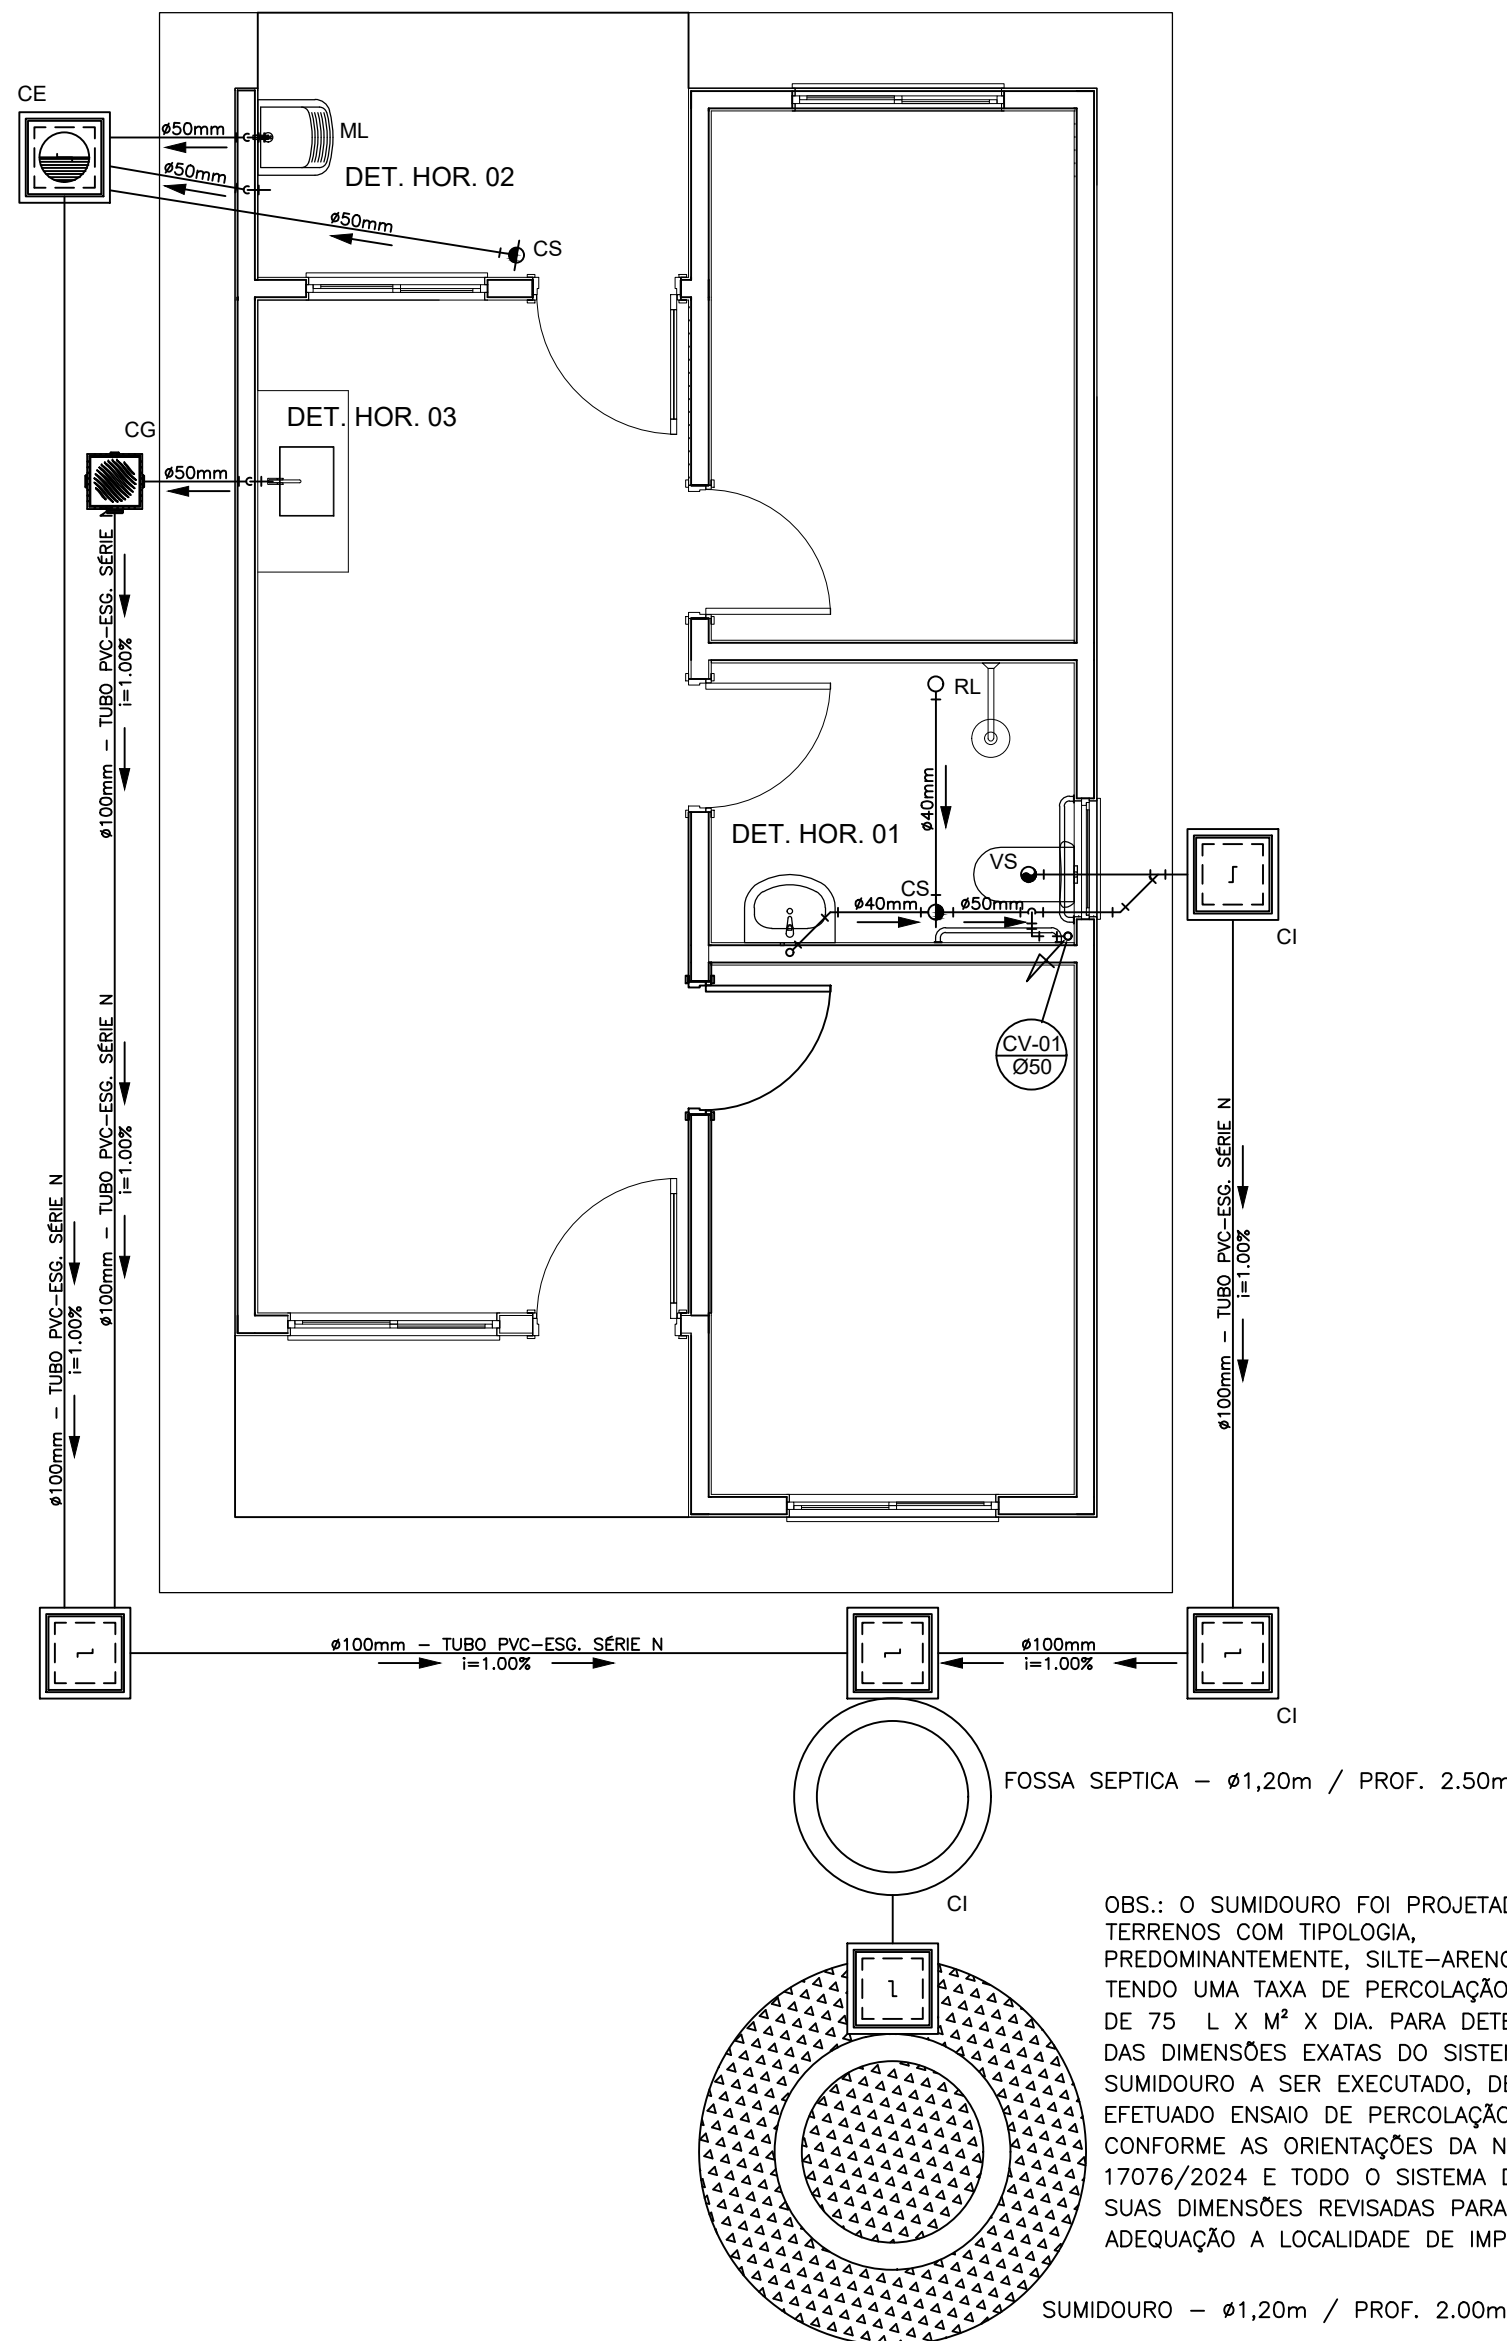 CE
ø50mm
ML
ø50mm
DET. HOR. 02
ø50mm
CS
DET. HOR. 03
CG
ø50mm
ø100mm – TUBO PVC–ESG. SÉRIE N
i=1.00%
RL
ø40mm
DET. HOR. 01
VS
CS
ø40mm
ø50mm
CI
CV-01
Ø50
ø100mm – TUBO PVC–ESG. SÉRIE N
i=1.00%
ø100mm – TUBO PVC–ESG. SÉRIE N
i=1.00%
ø100mm – TUBO PVC–ESG. SÉRIE N
i=1.00%
ø100mm – TUBO PVC–ESG. SÉRIE N
i=1.00%
ø100mm
i=1.00%
CI
FOSSA SEPTICA – ø1,20m / PROF. 2.50m
CI
OBS.: O SUMIDOURO FOI PROJETAD
TERRENOS COM TIPOLOGIA,
PREDOMINANTEMENTE, SILTE–ARENO
TENDO UMA TAXA DE PERCOLAÇÃO
DE 75 L X M² X DIA. PARA DETE
DAS DIMENSÕES EXATAS DO SISTEM
SUMIDOURO A SER EXECUTADO, DE
EFETUADO ENSAIO DE PERCOLAÇÃO
CONFORME AS ORIENTAÇÕES DA N
17076/2024 E TODO O SISTEMA D
SUAS DIMENSÕES REVISADAS PARA
ADEQUAÇÃO A LOCALIDADE DE IMP
SUMIDOURO – ø1,20m / PROF. 2.00m